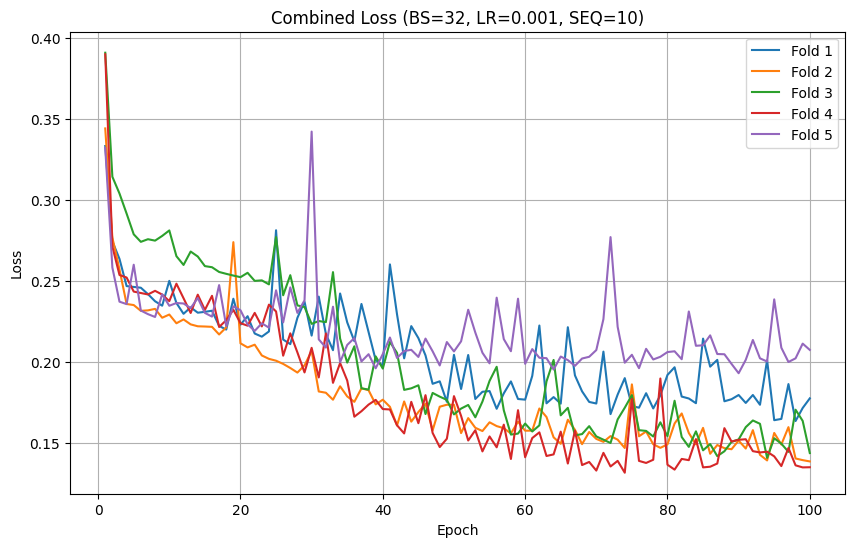 Combined Loss (BS=32, LR=0.001, SEQ=10)
0.40
0.35
0.30
0.25
0.20
0.15
Loss
Fold 1
Fold 2
Fold 3
Fold 4
Fold 5
0 20 40 60 80 100
Epoch